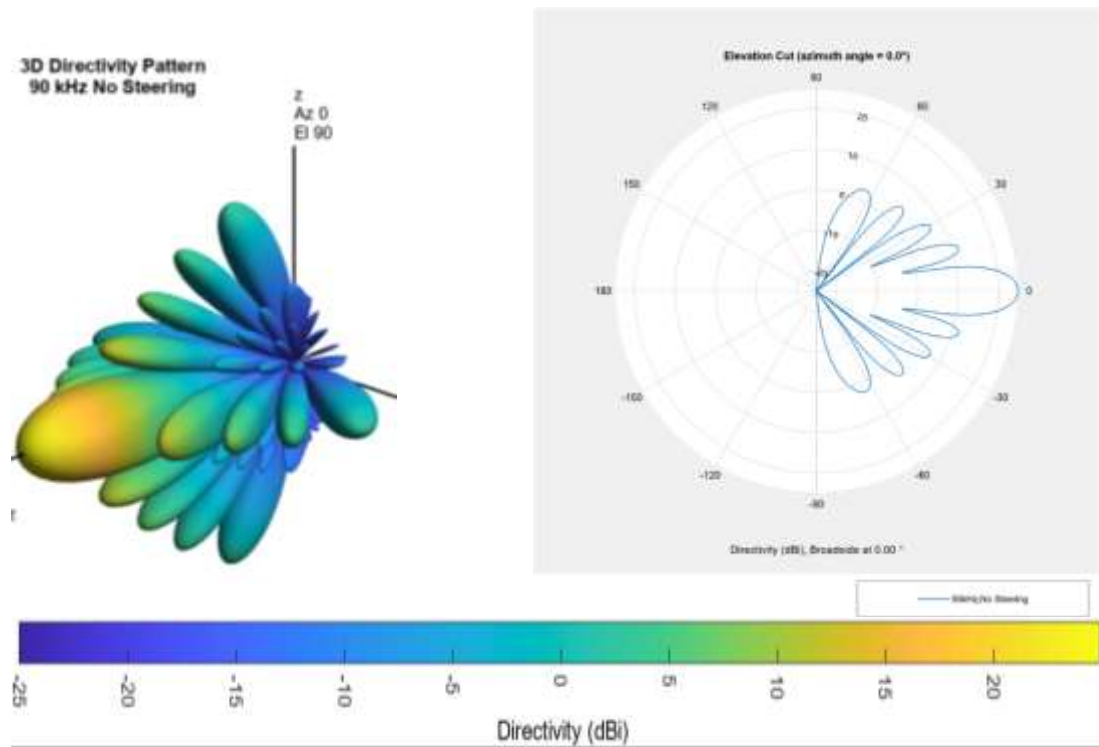 3D Directivity Pattern
90 kHz No Steering
z
Az 0
El 90
Elevation Cut (azimuth angle = 0.0°)
120
60
150
30
180
0
-150
-30
-120
-60
-90
Directivity (dBi), Broadside at 0.00 °
No Steering
-25
-20
-15
-10
-5
0
5
10
15
20
Directivity (dBi)